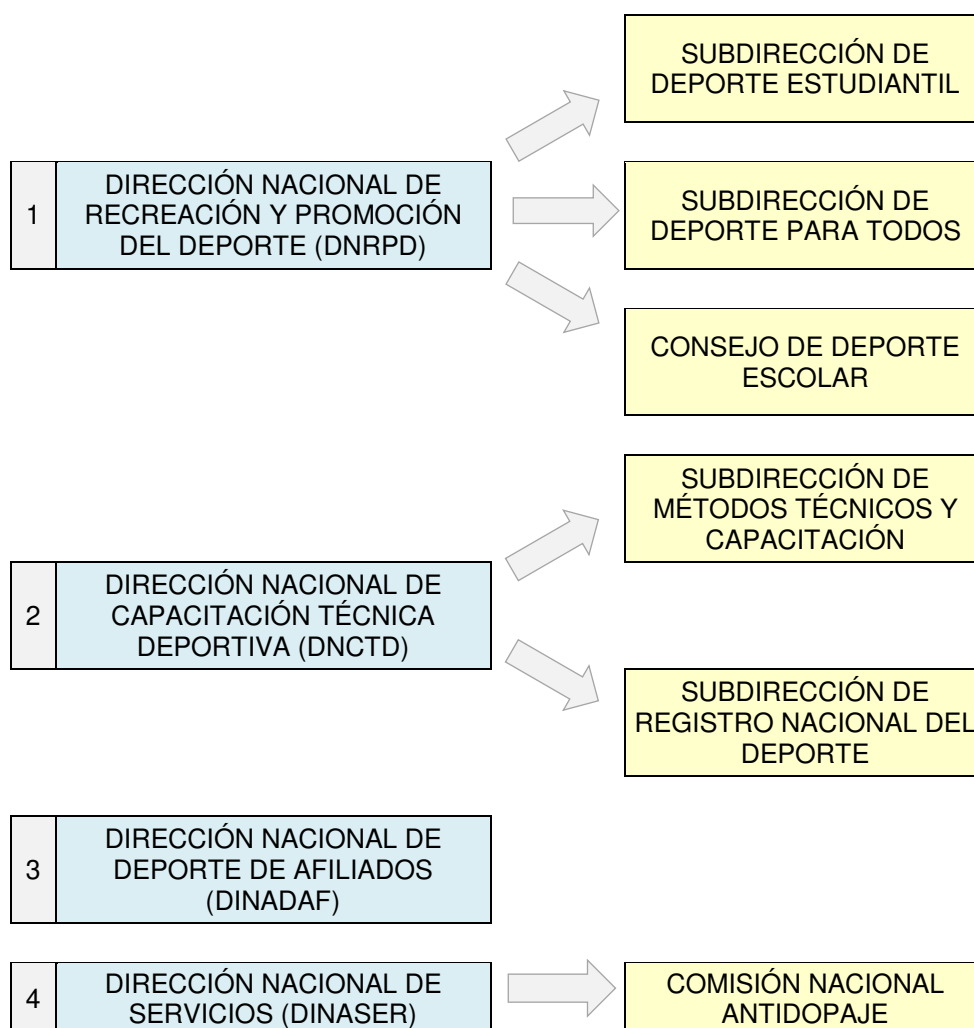 SUBDIRECCIÓN DE
DEPORTE ESTUDIANTIL
1
DIRECCIÓN NACIONAL DE
RECREACIÓN Y PROMOCIÓN
DEL DEPORTE (DNRPD)
SUBDIRECCIÓN DE
DEPORTE PARA TODOS
CONSEJO DE DEPORTE
ESCOLAR
SUBDIRECCIÓN DE
MÉTODOS TÉCNICOS Y
CAPACITACIÓN
2
DIRECCIÓN NACIONAL DE
CAPACITACIÓN TÉCNICA
DEPORTIVA (DNCTD)
SUBDIRECCIÓN DE
REGISTRO NACIONAL DEL
DEPORTE
3
DIRECCIÓN NACIONAL DE
DEPORTE DE AFILIADOS
(DINADAF)
4
DIRECCIÓN NACIONAL DE
SERVICIOS (DINASER)
COMISIÓN NACIONAL
ANTIDOPAJE